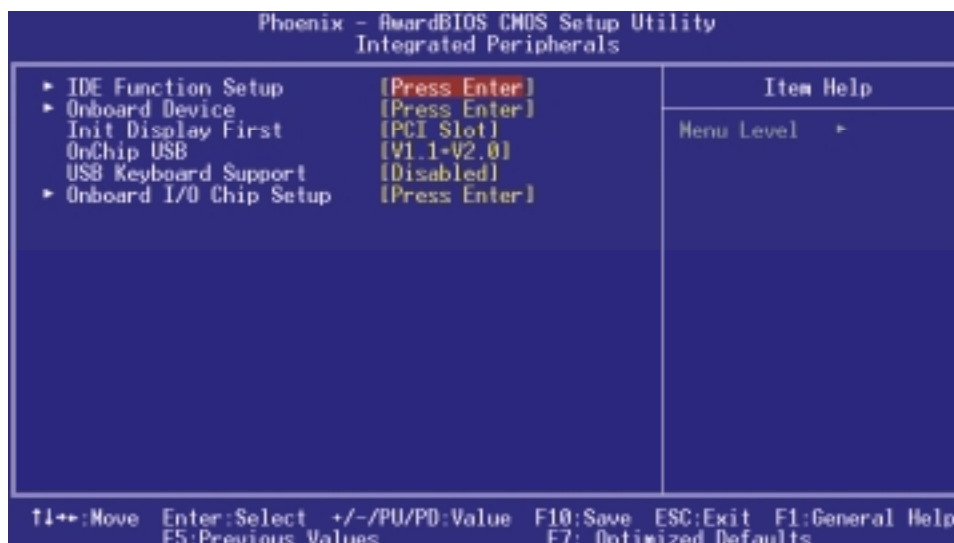 Phoenix - AwardBIOS CMOS Setup Utility
Integrated Peripherals
► IDE Function Setup [Press Enter]
► Onboard Device [Press Enter]
Init Display First [PCI Slot]
OnChip USB [V1.1+V2.0]
USB Keyboard Support [Disabled]
► Onboard I/O Chip Setup [Press Enter]
Item Help
Menu Level ►
↑↓→←:Move Enter:Select +/-/PU/PD:Value F10:Save ESC:Exit F1:General Help
F5:Previous Values F7: Optimized Defaults